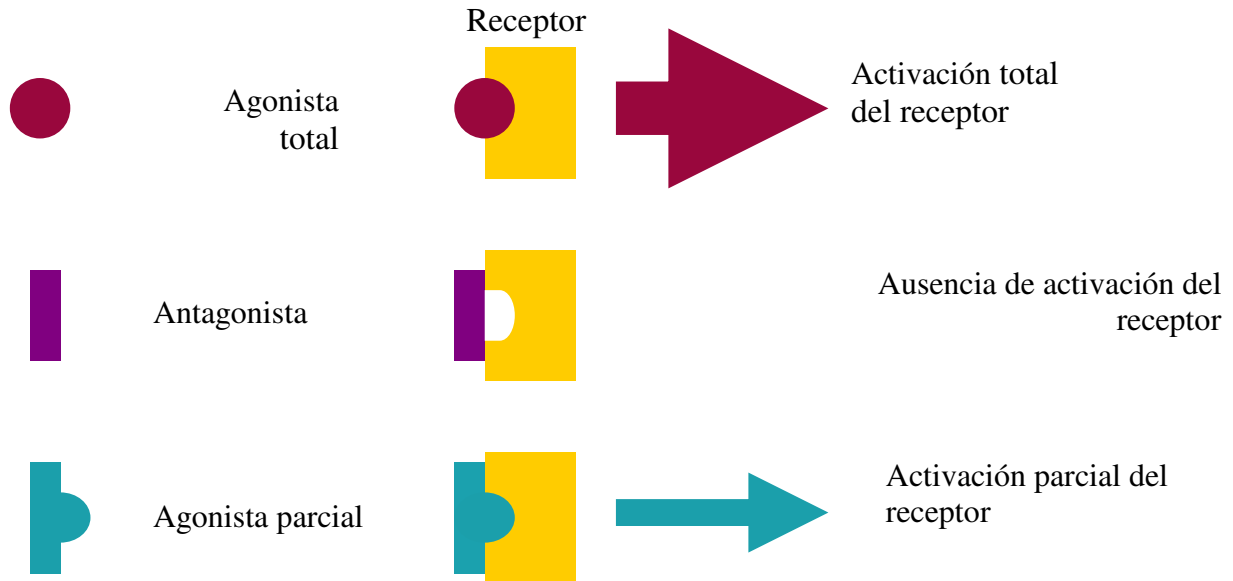 Receptor
Agonista
total
Activación total
del receptor
Antagonista
Ausencia de activación del
receptor
Agonista parcial
Activación parcial del
receptor